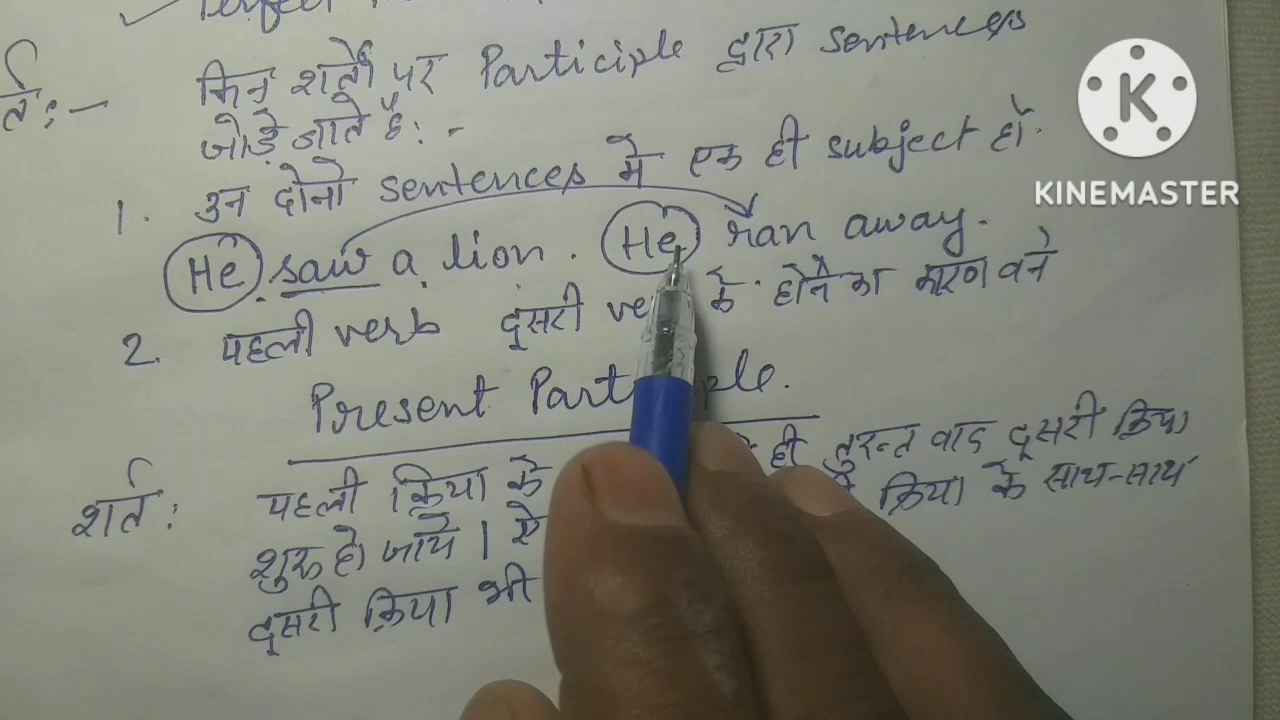 Perfect
र्त:-
किन शर्तों पर Participle द्वारा sentences
जोड़े जाते है: -
1. उन दोनो sentences में एक ही subject हो.
He saw a lion. He ran away.
2. पहली verb दूसरी के होने का कारण बने
Present Participle.
शर्त: पहली क्रिया के ही तुरन्त बाद दूसरी क्रिया
शुरू हो जाये। क्रिया के साथ-साथ
दूसरी क्रिया भी
K
KINEMASTER